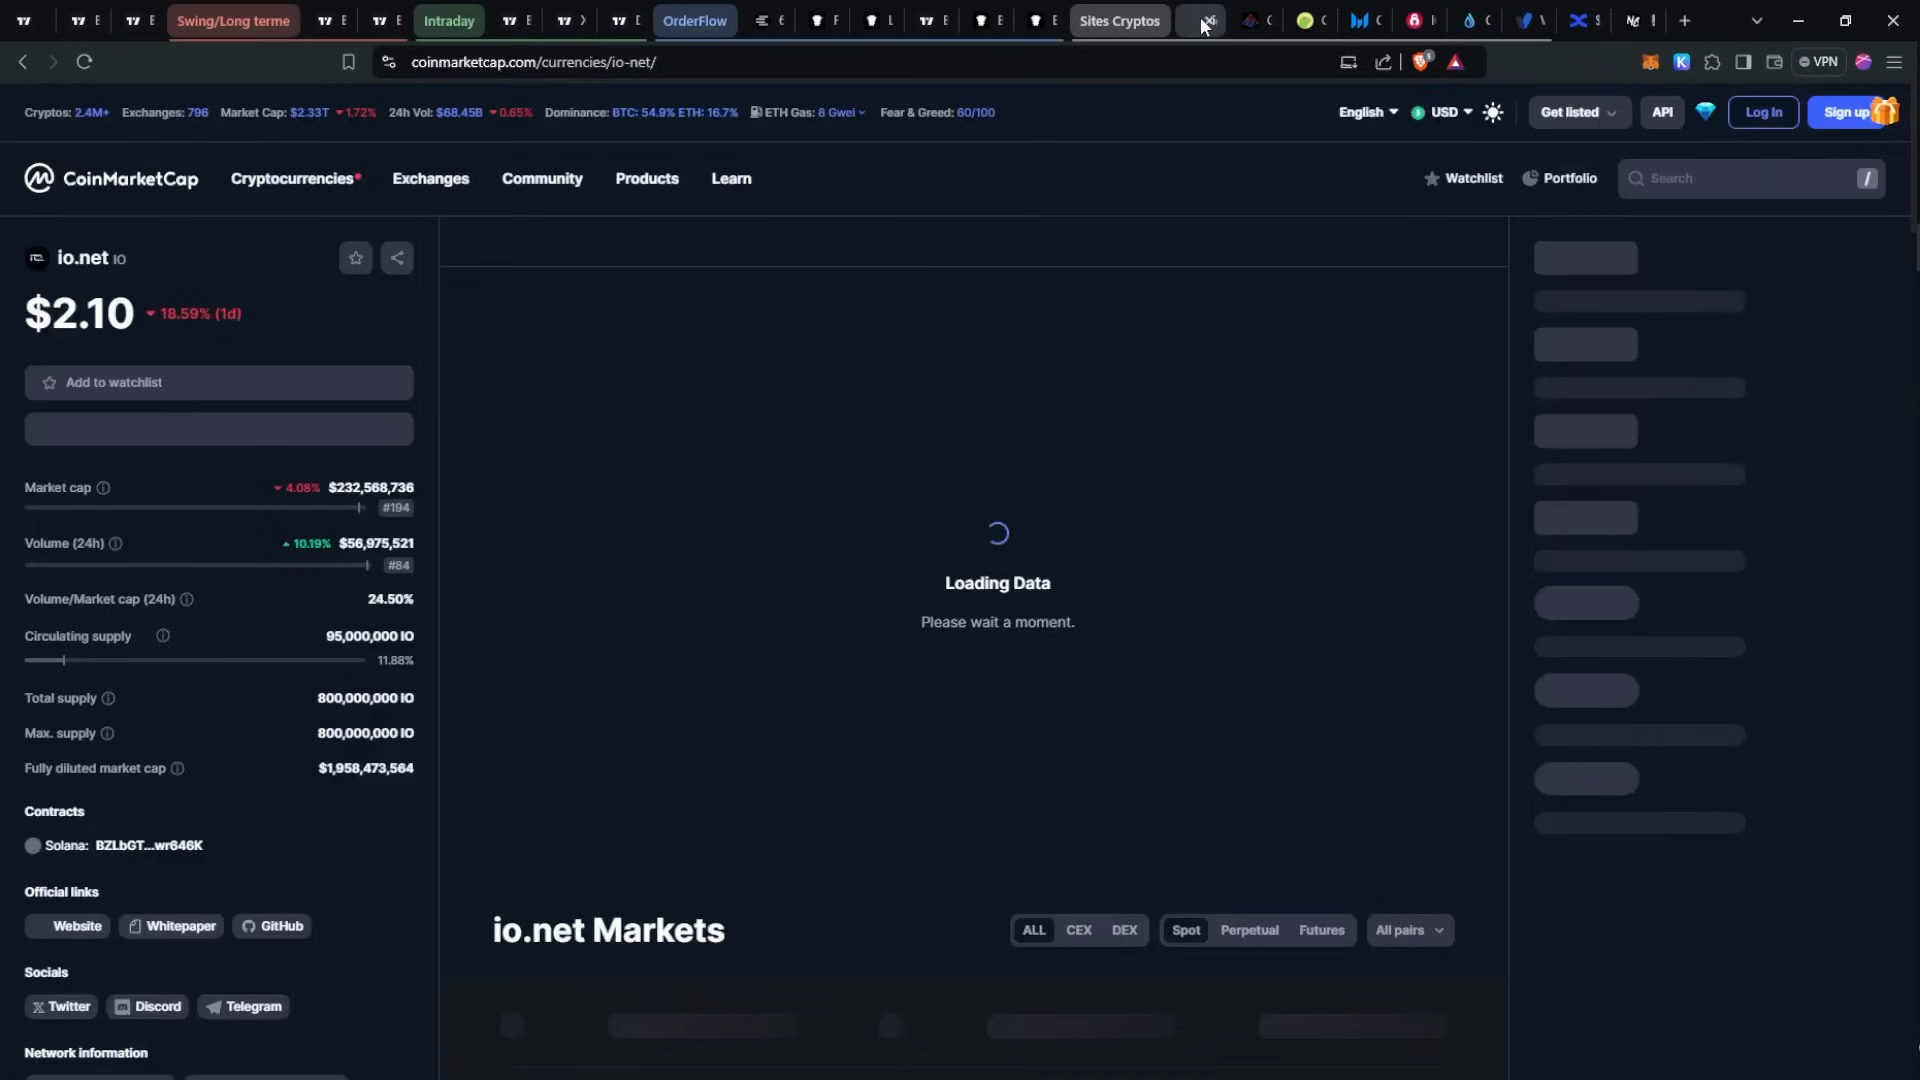 Swing/Long terme
Intraday
OrderFlow
Sites Cryptos
coinmarketcap.com/currencies/io-net/
VPN
Cryptos: 2.4M+ Exchanges: 796 Market Cap: $2.33T 1.72% 24h Vol: $68.45B 0.65% Dominance: BTC: 54.9% ETH: 16.7% ETH Gas: 8 Gwei Fear & Greed: 60/100
English USD Get listed API Log In Sign up
CoinMarketCap Cryptocurrencies Exchanges Community Products Learn
Watchlist Portfolio Search /
io.net IO
$2.10 18.59% (1d)
Add to watchlist
Market cap 4.08% $232,568,736
#194
Volume (24h) 10.19% $56,975,521
#84
Volume/Market cap (24h) 24.50%
Circulating supply 95,000,000 IO
11.88%
Total supply 800,000,000 IO
Max. supply 800,000,000 IO
Fully diluted market cap $1,958,473,564
Contracts
Solana: BZLbGT...wr646K
Official links
Website Whitepaper GitHub
Socials
Twitter Discord Telegram
Network information
Loading Data
Please wait a moment.
io.net Markets
ALL CEX DEX Spot Perpetual Futures All pairs